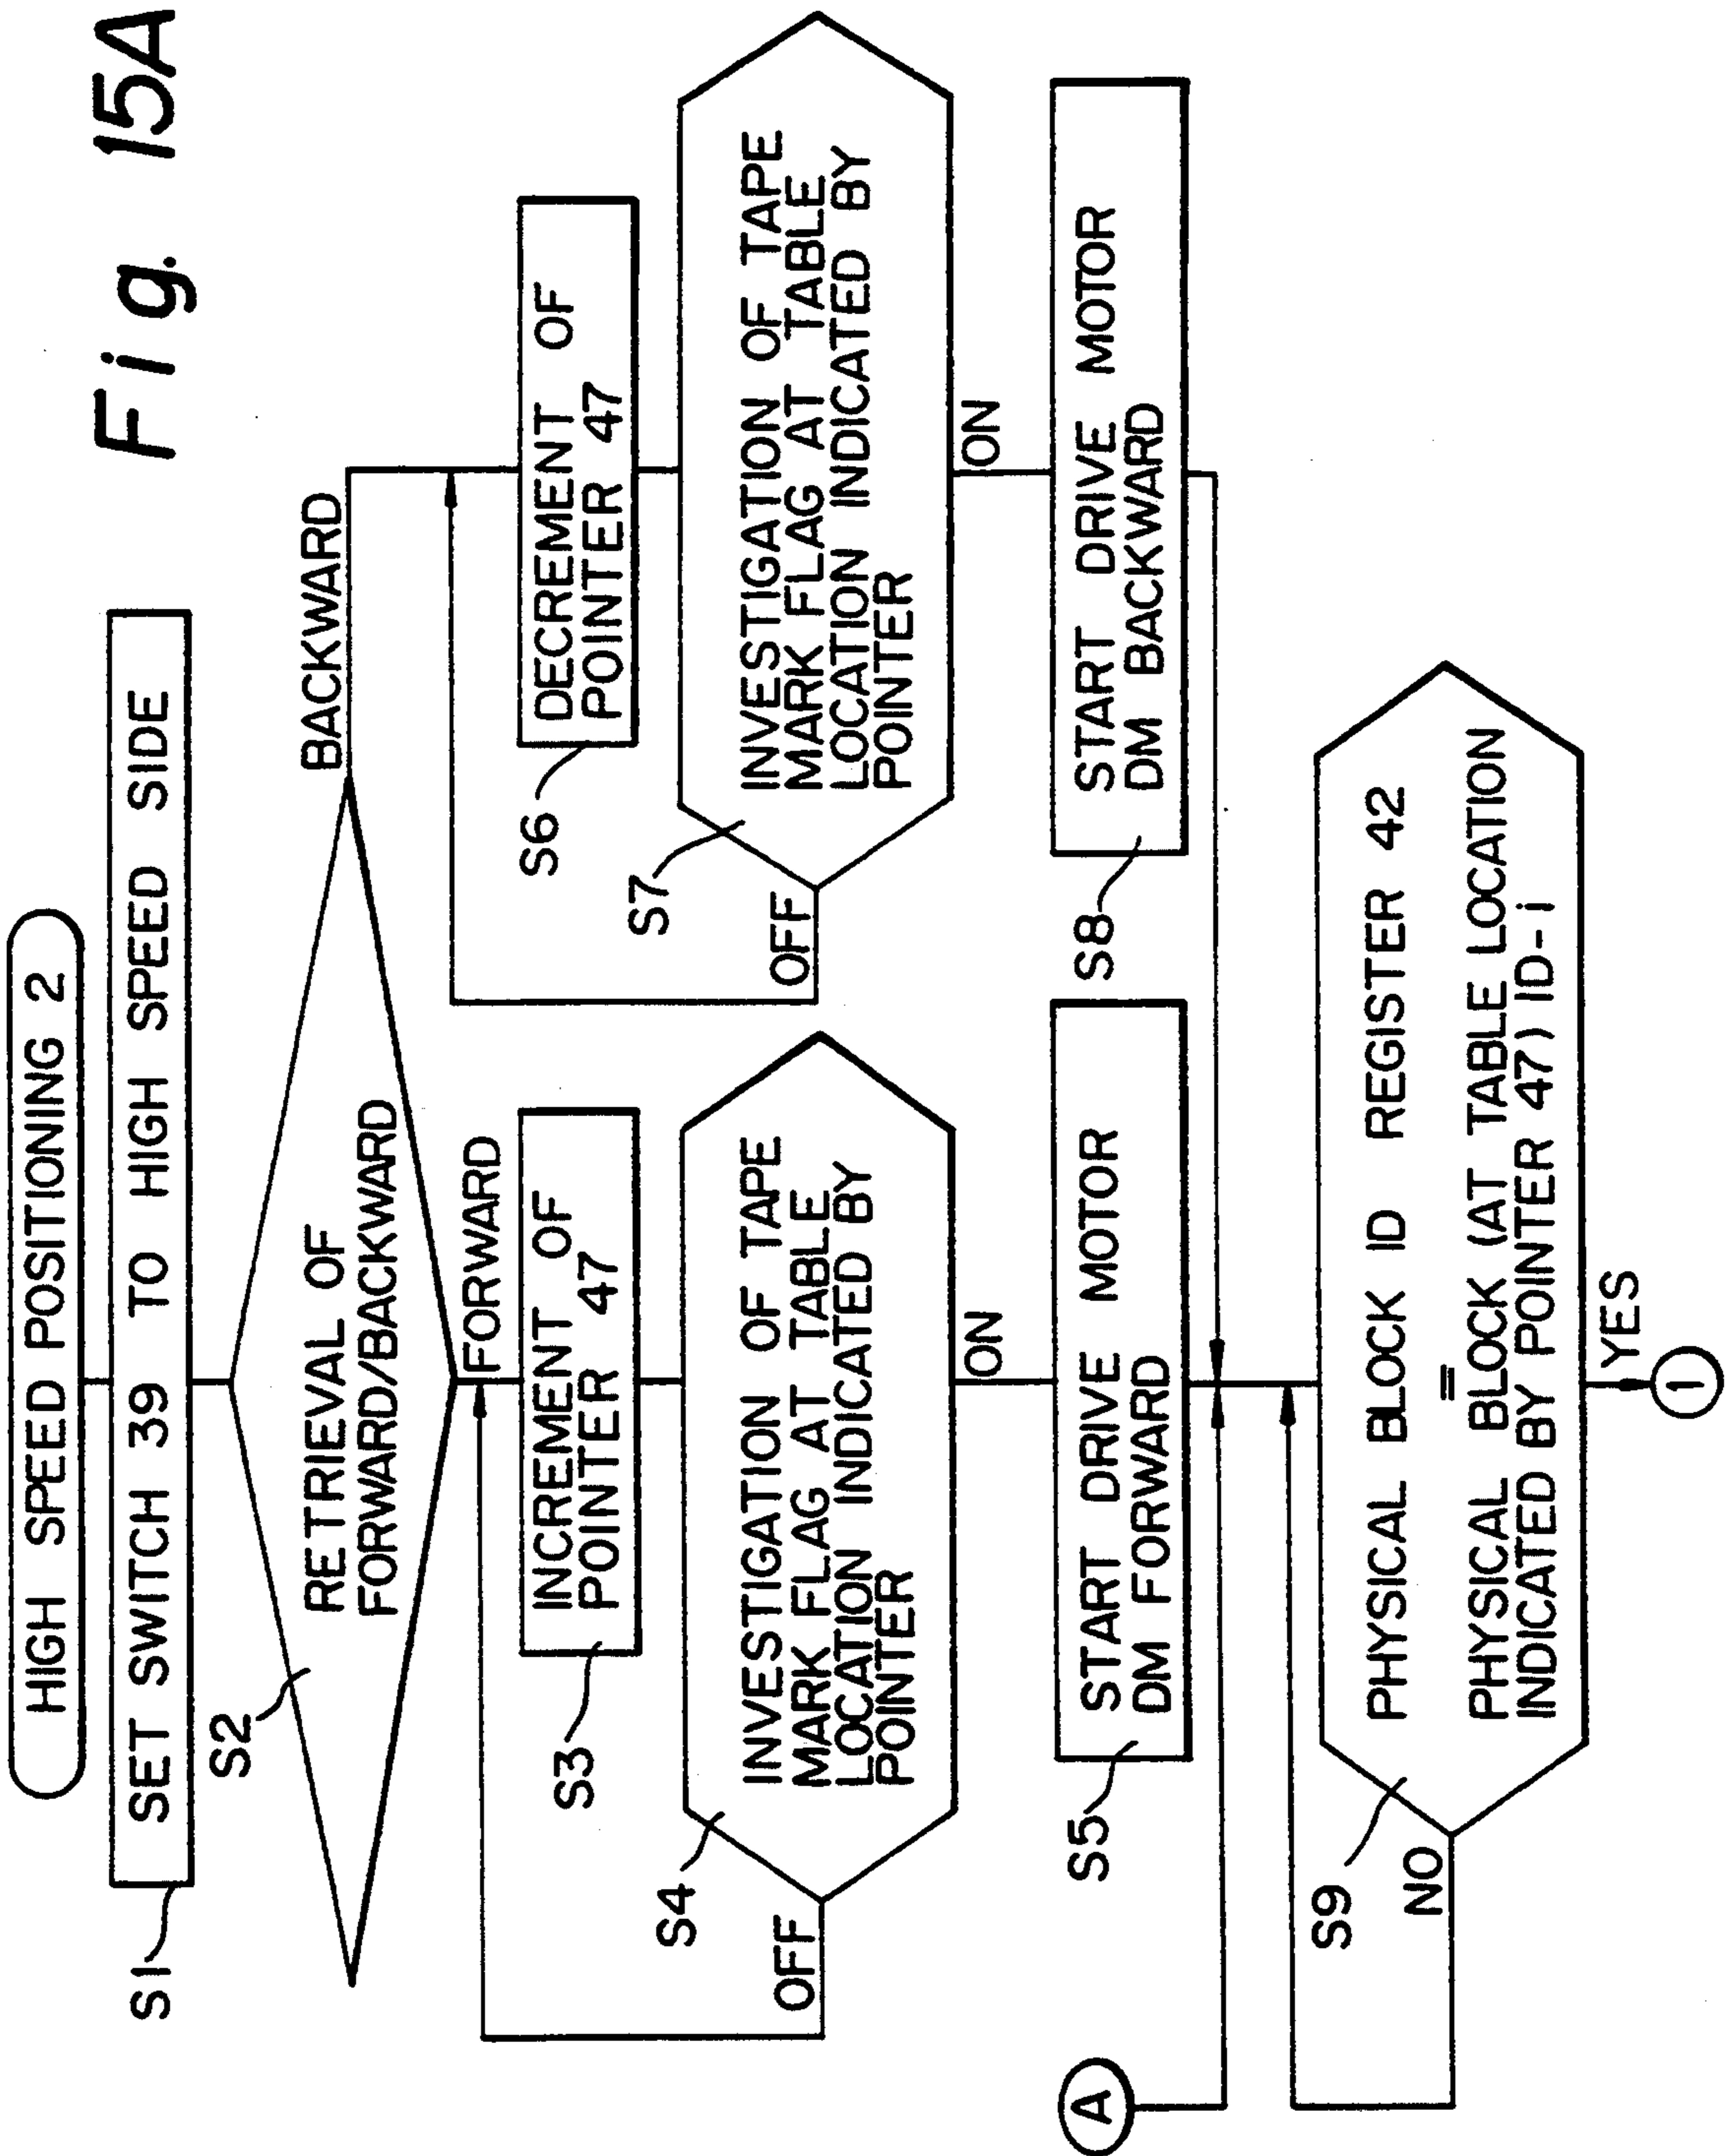 Fig. 15A
HIGH SPEED POSITIONING 2
S1
SET SWITCH 39 TO HIGH SPEED SIDE
S2
RETRIEVAL OF
FORWARD/BACKWARD
BACKWARD
FORWARD
S3
INCREMENT OF
POINTER 47
S4
INVESTIGATION OF TAPE
MARK FLAG AT TABLE
LOCATION INDICATED BY
POINTER
OFF
ON
S5
START DRIVE MOTOR
DM FORWARD
S6
DECREMENT OF
POINTER 47
S7
INVESTIGATION OF TAPE
MARK FLAG AT TABLE
LOCATION INDICATED BY
POINTER
OFF
ON
S8
START DRIVE MOTOR
DM BACKWARD
A
S9
PHYSICAL BLOCK ID REGISTER 42
=
PHYSICAL BLOCK (AT TABLE LOCATION
INDICATED BY POINTER 47) ID-i
NO
YES
1